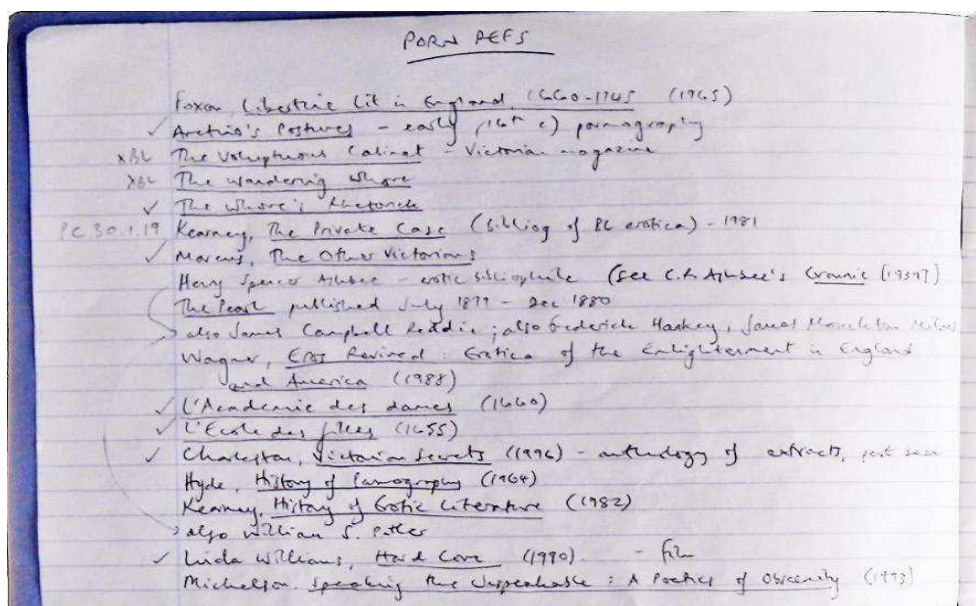 PORN REFS
Foxon, Libertine Lit in England, 1660-1745 (1965)
✓ Aretino's Postures - early (16th c) pornography
xBL The Voluptuous Cabinet - Victorian magazine
xBL The Wandering Whore
✓ The Whore's Rhetorick
PC.30.1.19 Kearney, The Private Case (bibliog of BL erotica) - 1981
✓ Marcus, The Other Victorians
Henry Spencer Ashbee - erotic bibliophile (see C.R. Ashbee's Grannie (1939)
The Pearl published July 1879 - Dec 1880
also James Campbell Reddie; also Frederick Hankey, James Monckton Milnes
Wagner, Eros Revived: Erotica of the Enlightenment in England
and America (1988)
✓ L'Academie des dames (1660)
✓ L'Ecole des filles (1655)
✓ Charleston, Victorian Secrets (1996) - anthology of extracts,
Hyde, History of Pornography (1964)
Kearney, History of Erotic Literature (1982)
also William S. Potter
✓ Linda Williams, Hard Core (1990). - film
Michelson. Speaking the Unspeakable: A Poetics of Obscenity (1993)